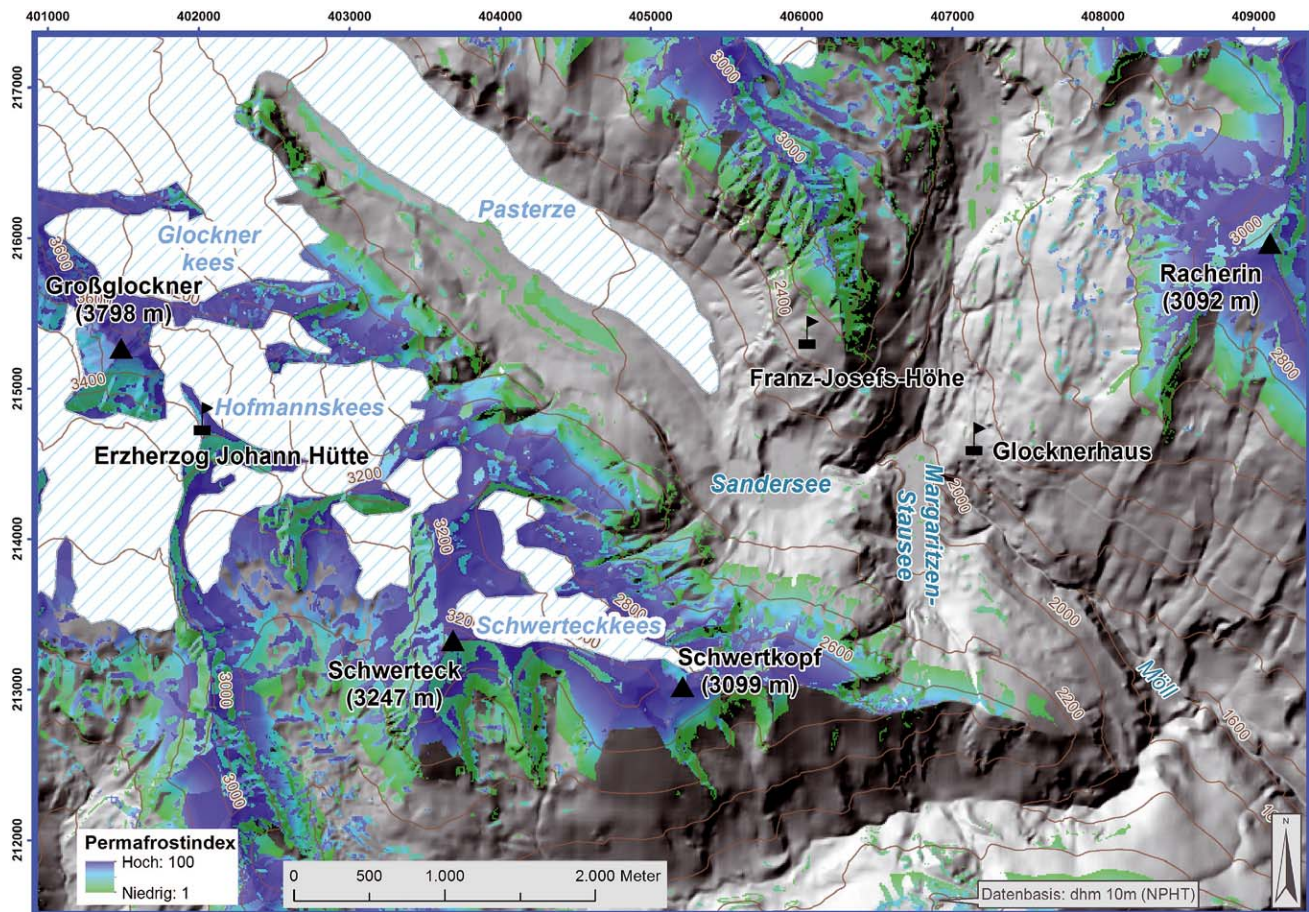 401000 402000 403000 404000 405000 406000 407000 408000 409000
217000
216000
215000
214000
213000
212000
3000
3000
Pasterze
Glockner
kees
3600
Großglockner
(3798 m)
3400
2400
3000
Racherin
(3092 m)
2800
Franz-Josefs-Höhe
Hofmannskees
Erzherzog Johann Hütte
3200
Glocknerhaus
Sandersee
Margaritzen-
Stausee
2000
3200
2800
2000
Schwerteckkees
2600
Schwerteck
(3247 m)
Schwertkopf
(3099 m)
3000
2200
Möll
1600
3000
Permafrostindex
Hoch: 100
Niedrig: 1
0 500 1.000 2.000 Meter
Datenbasis: dhm 10m (NPHT)
N